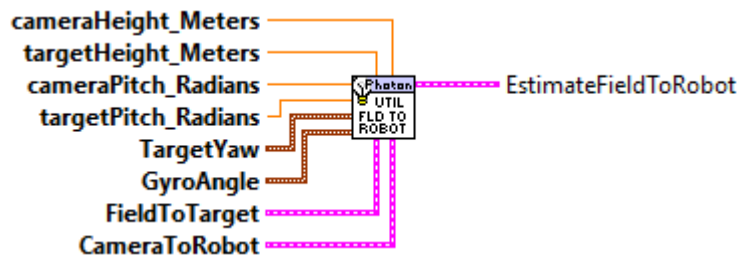 cameraHeight_Meters
targetHeight_Meters
cameraPitch_Radians
targetPitch_Radians
TargetYaw
GyroAngle
FieldToTarget
CameraToRobot
Photon
UTIL
FLD TO
ROBOT
EstimateFieldToRobot